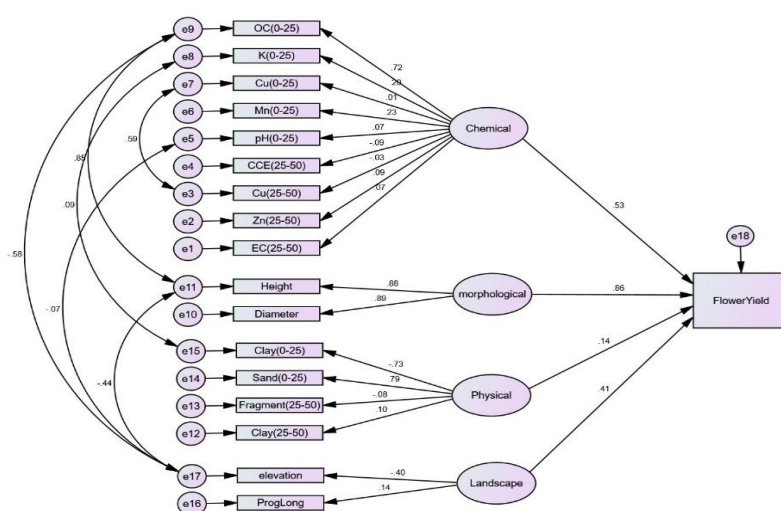 e9 OC(0-25)
e8 K(0-25)
e7 Cu(0-25)
e6 Mn(0-25)
e5 pH(0-25)
e4 CCE(25-50)
e3 Cu(25-50)
e2 Zn(25-50)
e1 EC(25-50)
e11 Height
e10 Diameter
e15 Clay(0-25)
e14 Sand(0-25)
e13 Fragment(25-50)
e12 Clay(25-50)
e17 elevation
e16 ProgLong
.72
.29
.01
.23
.07
-.09
-.03
.09
.07
Chemical
.53
e18
FlowerYield
.88
.89
morphological
.86
-.73
.79
-.08
.10
Physical
.14
-.40
.14
Landscape
.41
.59
.85
.09
-.58
-.07
-.44